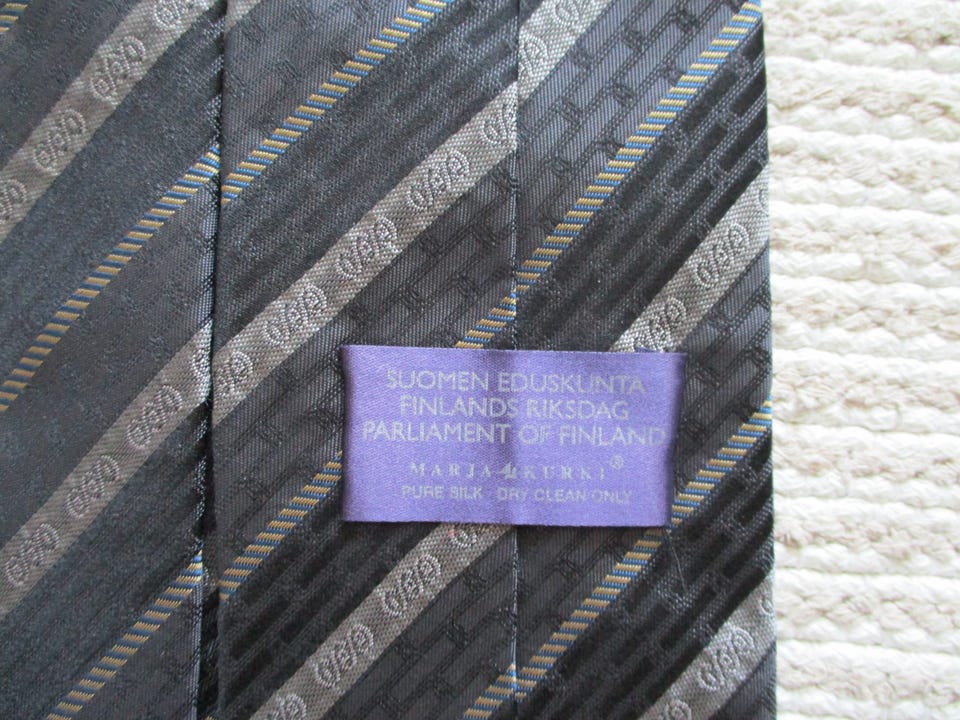 SUOMEN EDUSKUNTA
FINLANDS RIKSDAG
PARLIAMENT OF FINLAND
MARJA KURKI®
PURE SILK DRY CLEAN ONLY